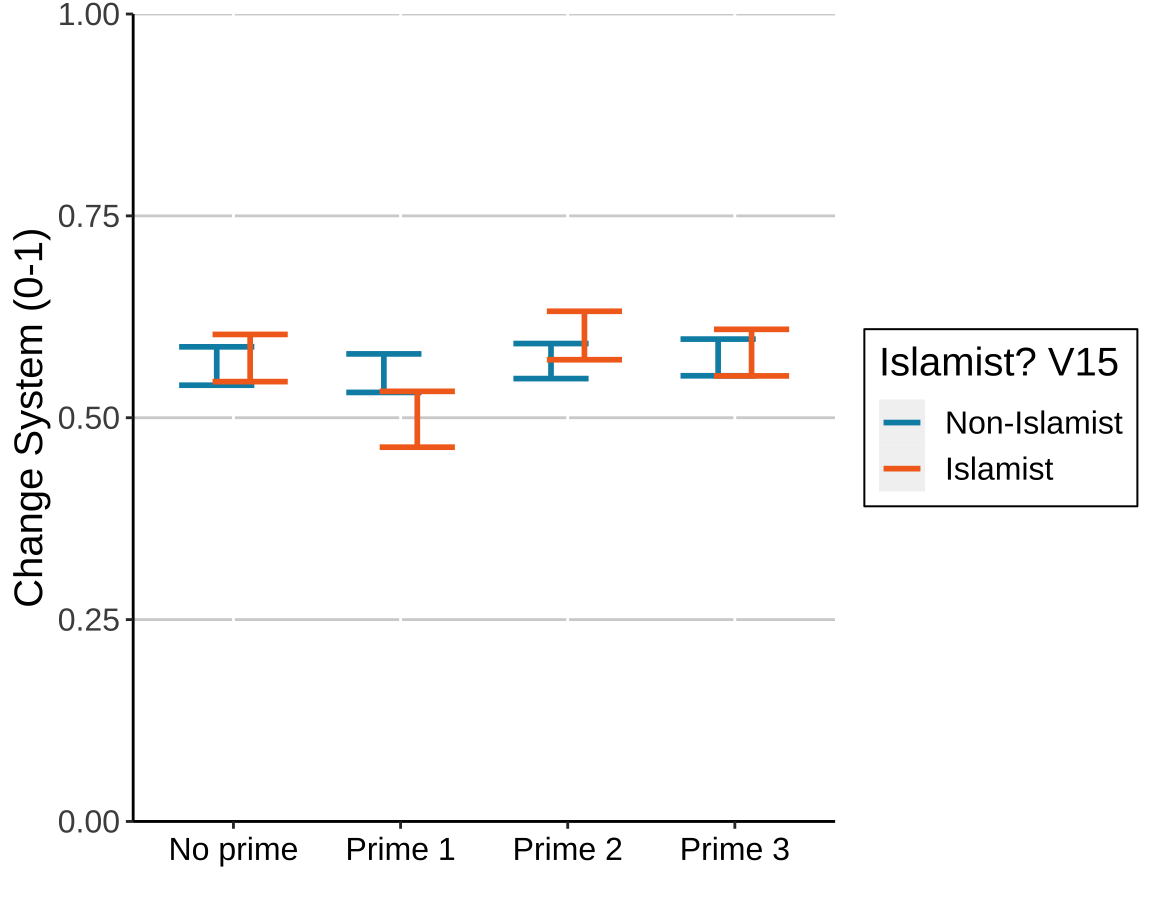 1.00
0.75
0.50
0.25
0.00
Change System (0-1)
No prime
Prime 1
Prime 2
Prime 3
Islamist? V15
Non-Islamist
Islamist